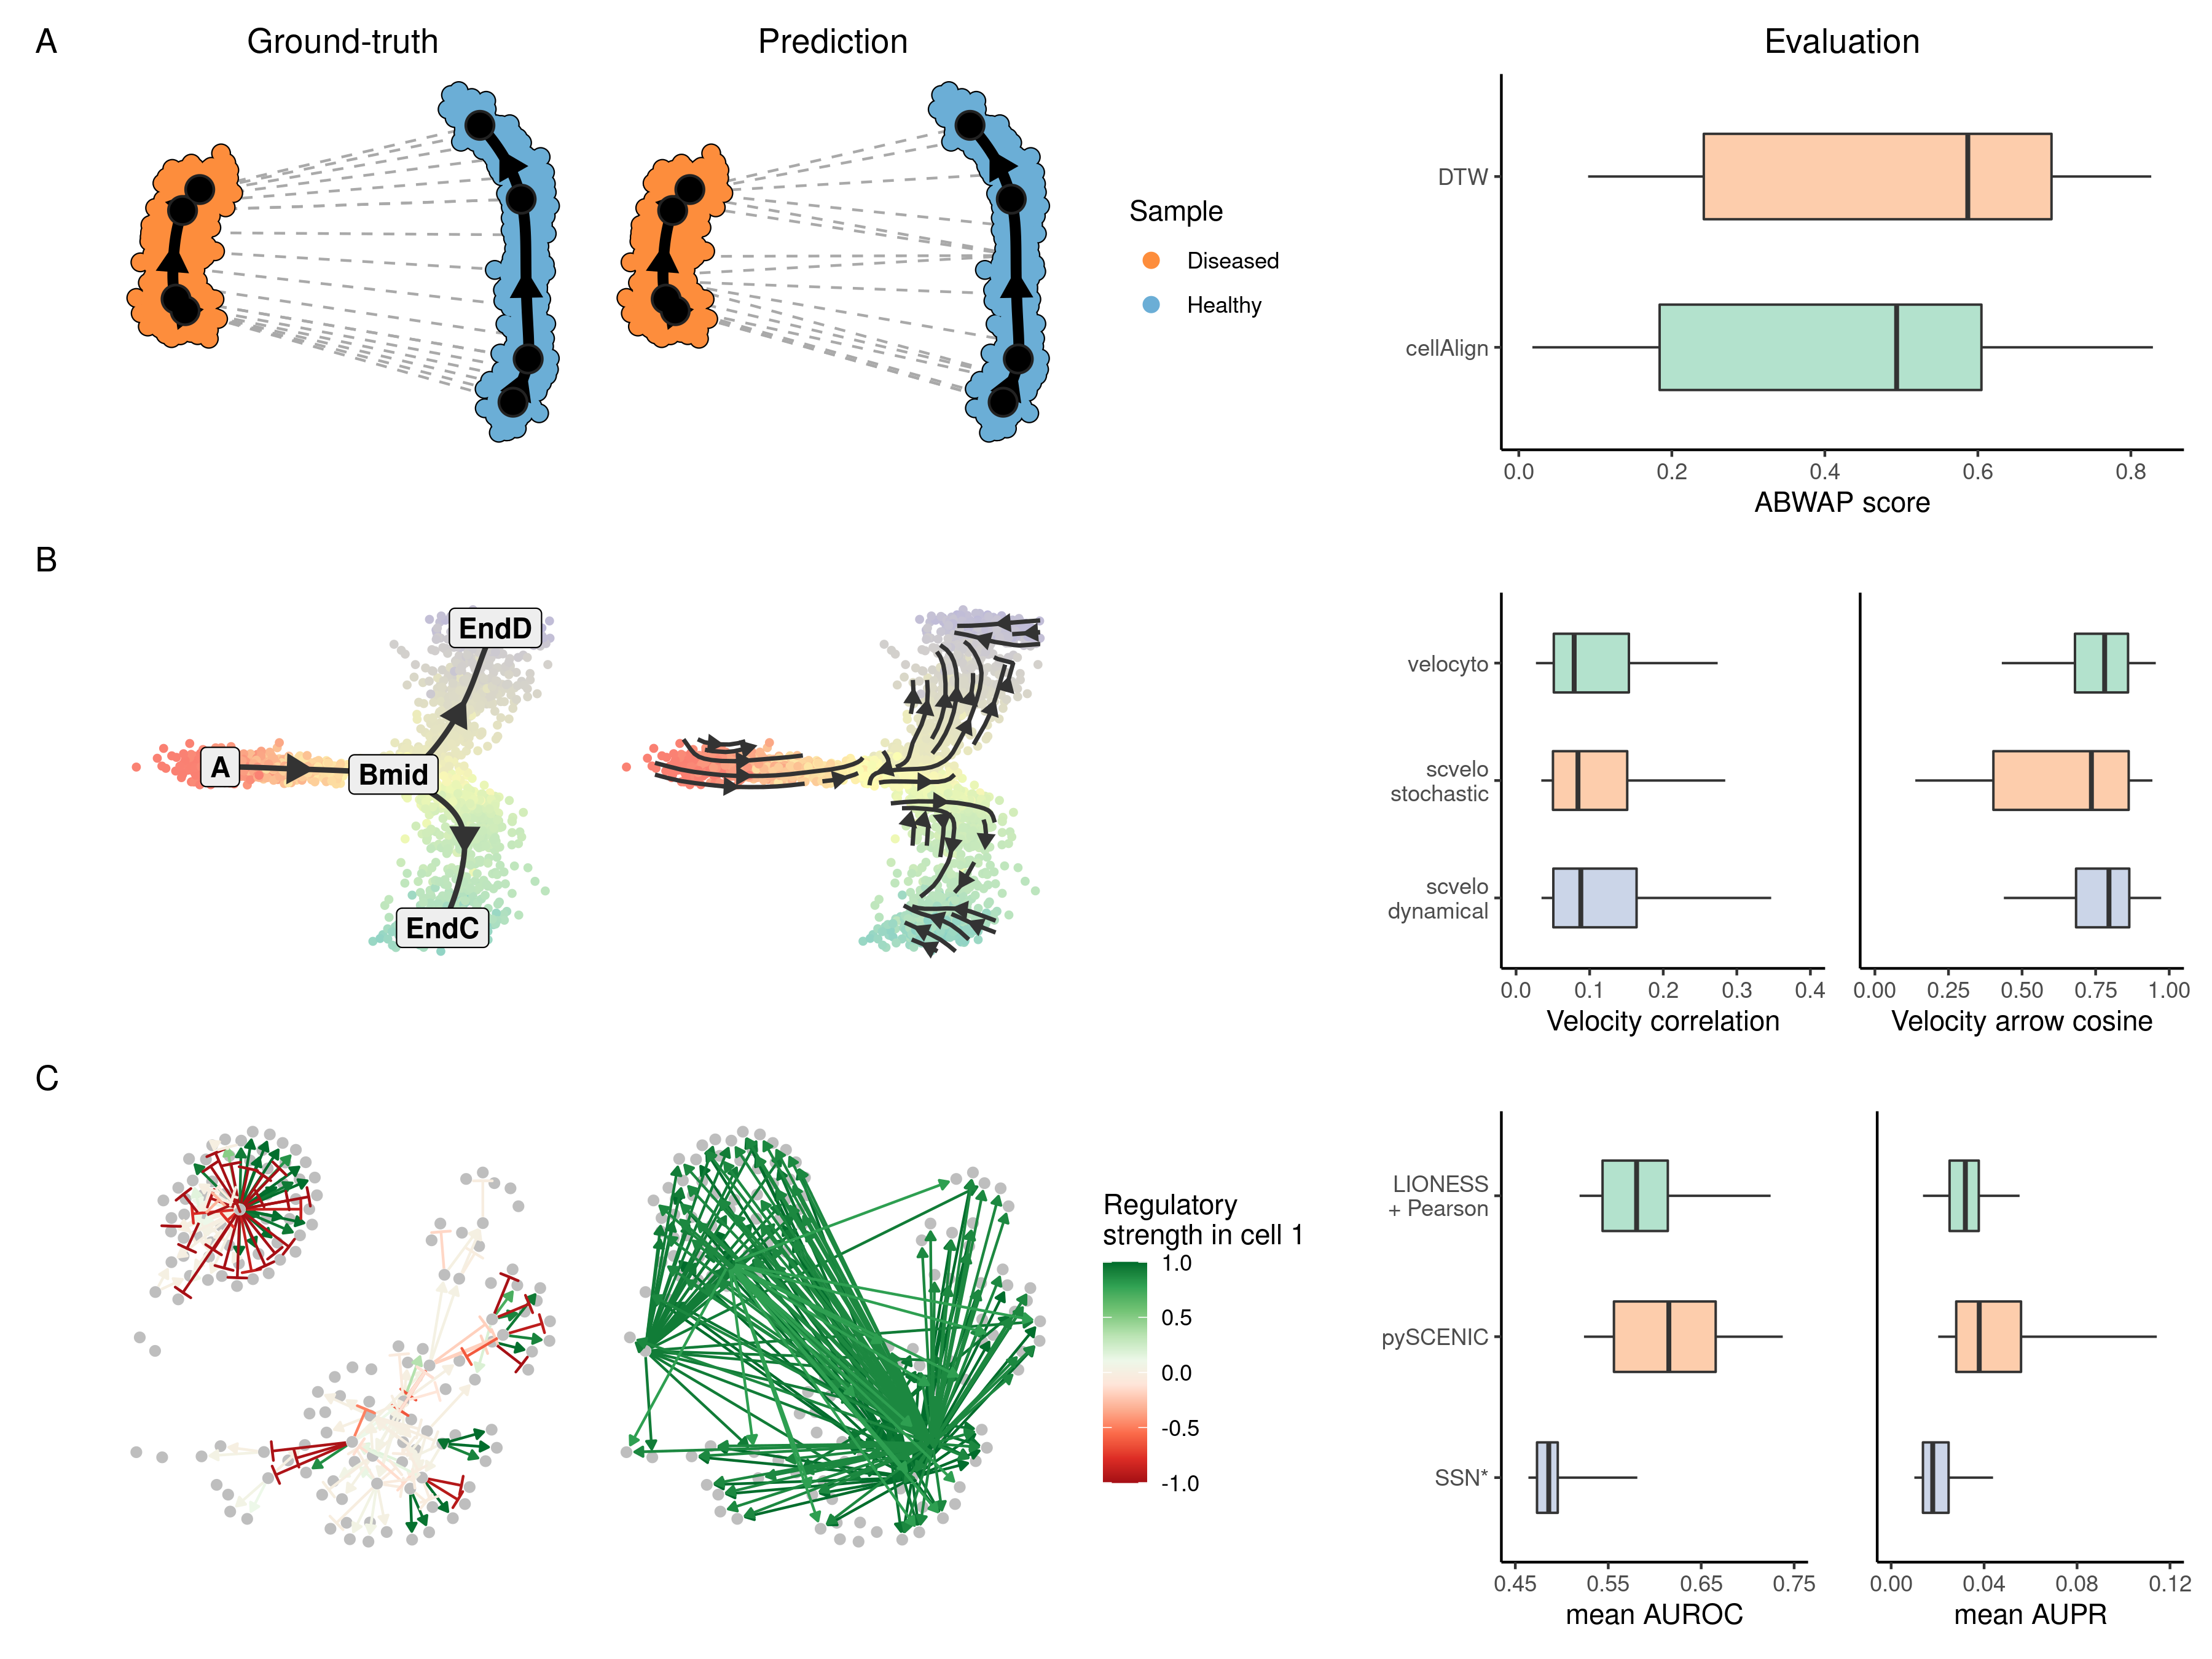 A
Ground-truth
Prediction
Evaluation
Sample
Diseased
Healthy
DTW
cellAlign
0.0
0.2
0.4
0.6
0.8
ABWAP score
B
EndD
A
Bmid
EndC
velocyto
scvelo
stochastic
scvelo
dynamical
0.0
0.1
0.2
0.3
0.4
Velocity correlation
0.00
0.25
0.50
0.75
1.00
Velocity arrow cosine
C
Regulatory
strength in cell 1
1.0
0.5
0.0
-0.5
-1.0
LIONESS
+ Pearson
pySCENIC
SSN*
0.45
0.55
0.65
0.75
mean AUROC
0.00
0.04
0.08
0.12
mean AUPR